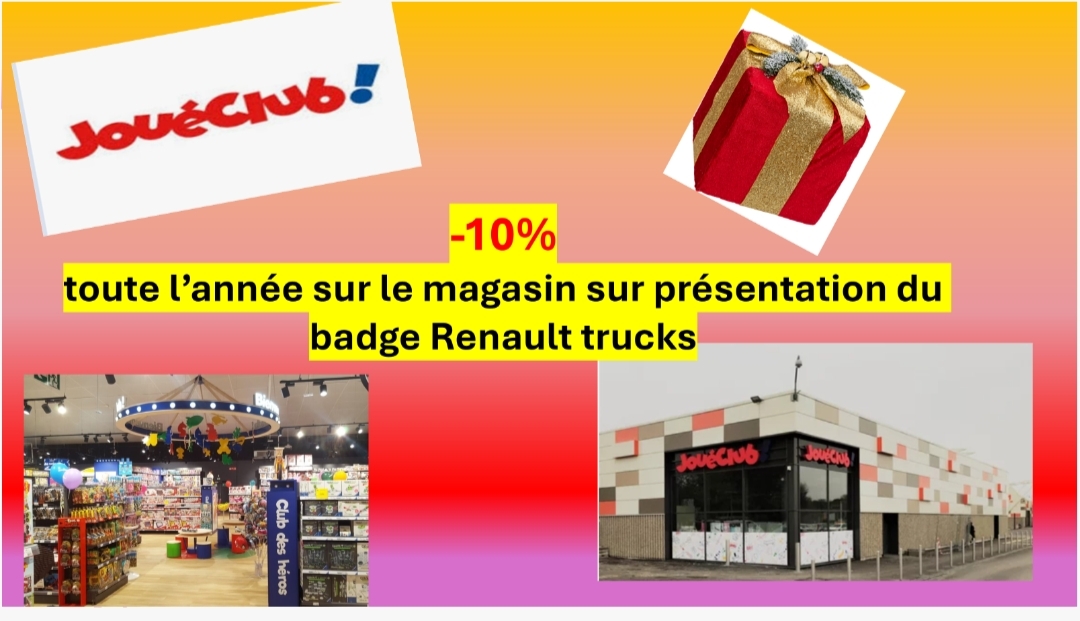 JouéClub!
-10%
toute l'année sur le magasin sur présentation du
badge Renault trucks
Club des héros
JouéClub!
JouéClub!